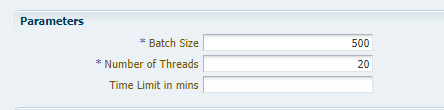 Parameters
* Batch Size 500
* Number of Threads 20
Time Limit in mins